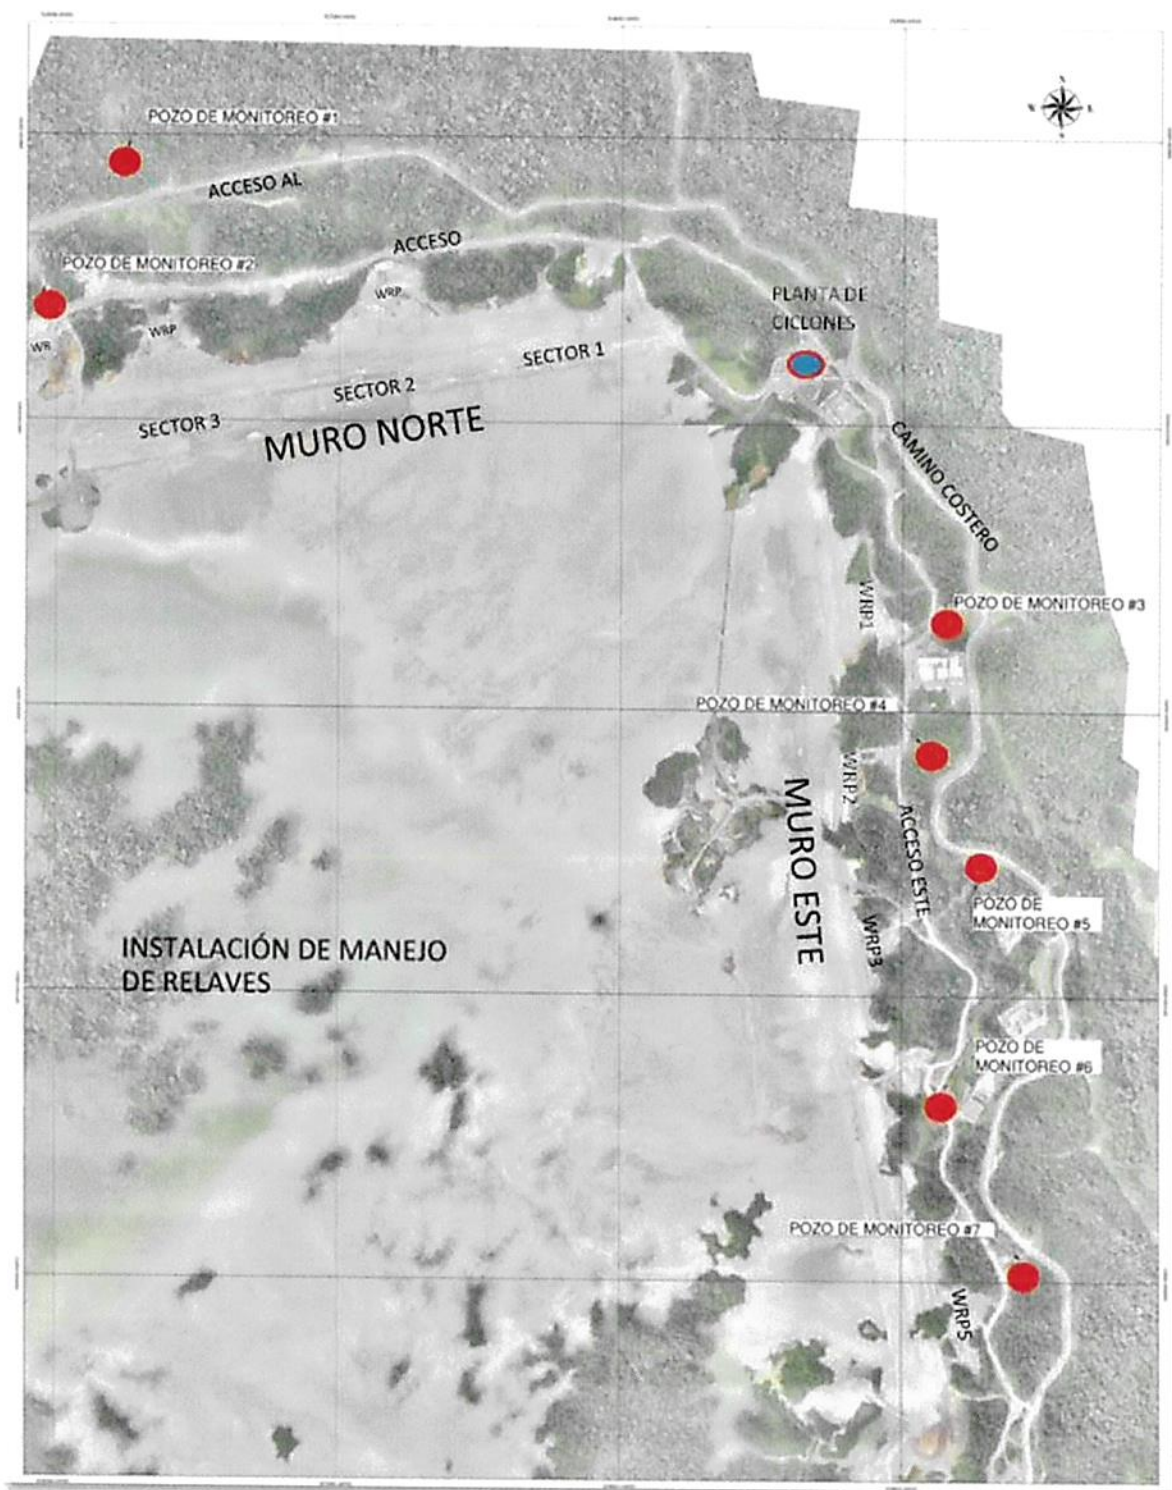 N
W
E
POZO DE MONITOREO #1
ACCESO AL
ACCESO
POZO DE MONITOREO #2
WRP
WRP
WR
PLANTA DE
CICLONES
SECTOR 1
SECTOR 2
SECTOR 3
MURO NORTE
CAMINO COSTERO
WRP1
POZO DE MONITOREO #3
POZO DE MONITOREO #4
WRP2
MURO ESTE
ACCESO ESTE
POZO DE
MONITOREO #5
WRP3
INSTALACIÓN DE MANEJO
DE RELAVES
POZO DE
MONITOREO #6
POZO DE MONITOREO #7
WRP5